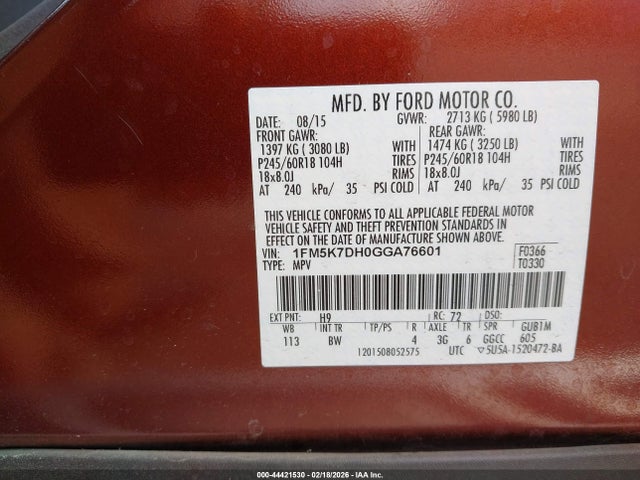 MFD. BY FORD MOTOR CO.
DATE: 08/15 GVWR: 2713 KG ( 5980 LB)
FRONT GAWR: REAR GAWR:
1397 KG ( 3080 LB) WITH 1474 KG ( 3250 LB) WITH
P245/60R18 104H TIRES P245/60R18 104H TIRES
18x8.0J RIMS 18x8.0J RIMS
AT 240 kPa/ 35 PSI COLD AT 240 kPa/ 35 PSI COLD
THIS VEHICLE CONFORMS TO ALL APPLICABLE FEDERAL MOTOR
VEHICLE SAFETY AND THEFT PREVENTION STANDARDS IN
EFFECT ON THE DATE OF MANUFACTURE SHOWN ABOVE.
VIN: 1FM5K7DH0GGA76601 F0366
TYPE: MPV T0330
EXT PNT: H9 RC: 72 DSO:
WB INT TR TP/PS R AXLE TR SPR GUB1M
113 BW 4 3G 6 GGCC 605
1201508052575 UTC ▽5U5A-1520472-BA
000-44421530 - 02/18/2026 - IAA Inc.